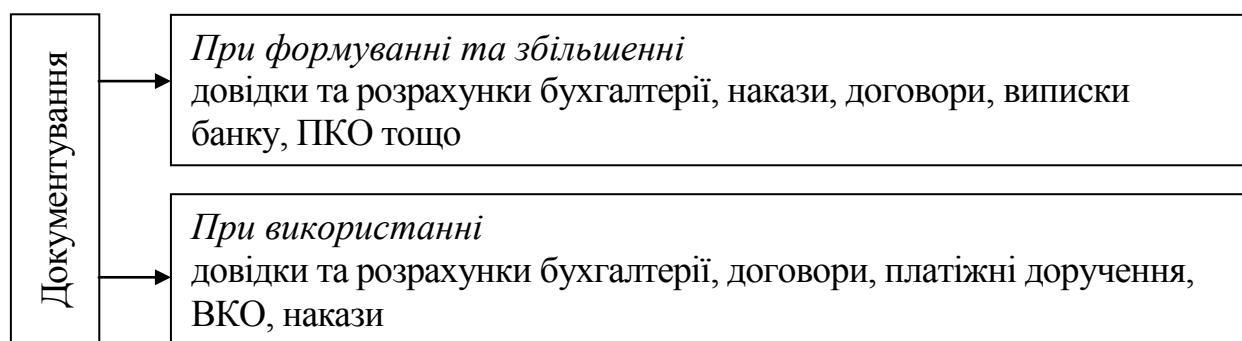 Документування
При формуванні та збільшенні
довідки та розрахунки бухгалтерії, накази, договори, виписки
банку, ПКО тощо
При використанні
довідки та розрахунки бухгалтерії, договори, платіжні доручення,
ВКО, накази